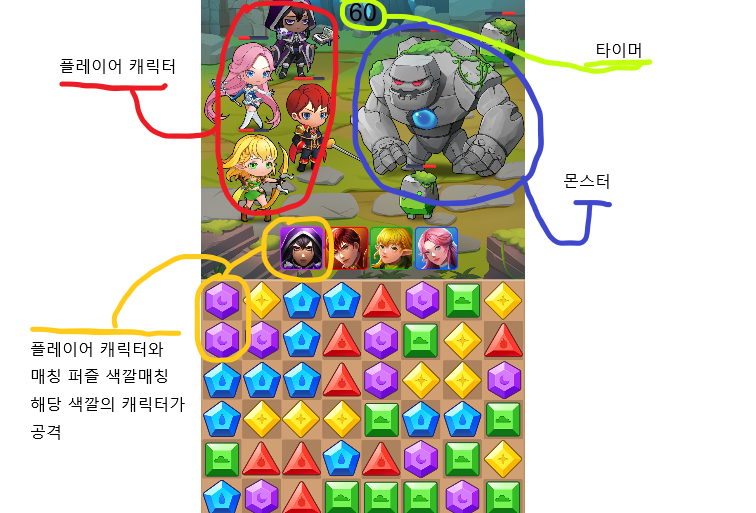 60
타이머
플레이어 캐릭터
몬스터
플레이어 캐릭터와
매칭 퍼즐 색깔매칭
해당 색깔의 캐릭터가
공격